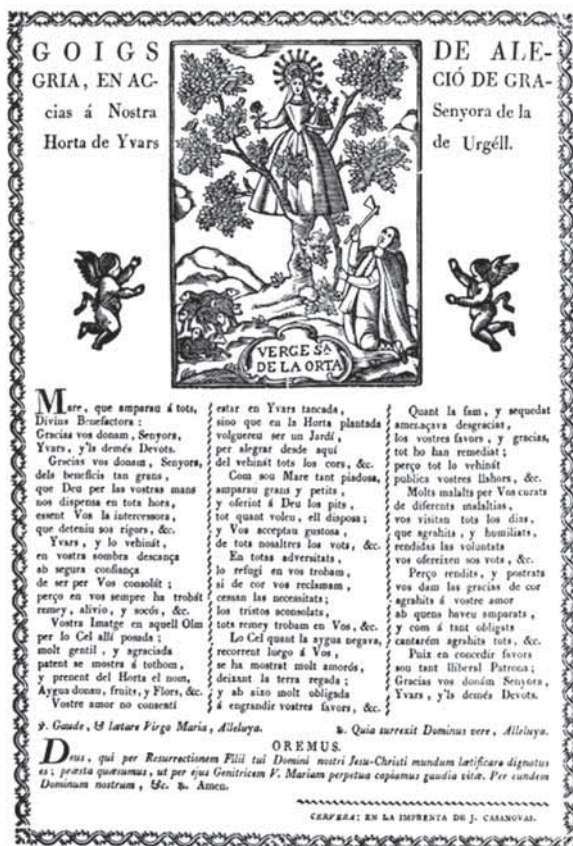 GOIGS DE ALE-
GRIA, EN AC- CIÓ DE GRA-
cias á Nostra Senyora de la
Horta de Yvars de Urgéll.
VERGE Sᴬ.
DE LA ORTA
Mare, que amparau á tots,
Divina Benefactora:
Gracias vos donam, Senyora,
Yvars, y'ls demés Devots.
Gracias vos donam, Senyora,
dels beneficis tan grans,
que Deu per las vostras mans
nos dispensa en tots hora,
essent Vos la intercessora,
que deteniu sos rigors, &c.
Yvars, y lo vehinát,
en vostra sombra descança
ab segura confiança
de ser per Vos consolát;
perço en vos sempre ha trobát
remey, alivio, y socós, &c.
Vostra Imatge en aquell Olm
per lo Cel allí posada;
molt gentil, y agraciada
patent se mostra á tothom,
y prenent del Horta el nom,
Aygua donau, fruits, y Flors, &c.
Vostre amor no consentí
estar en Yvars tancada,
sino que en la Horta plantada
volguereu ser un Jardí,
per alegrar desde aquí
del vehinát tots los cors, &c.
Com sou Mare tant piadosa,
amparau grans y petits,
y oferint á Deu los pits,
tot quant voleu, ell disposa;
y Vos acceptau gustosa,
de tots nosaltres los vots, &c.
En totas adversitats,
lo refugi en vos trobam,
si de cor vos reclamam,
cessan las necessitats;
los tristos aconsolats,
tots remey trobam en Vos, &c.
Lo Cel quant la aygua negava,
recorrent luego á Vos,
se ha mostrat molt amorós,
deixant la terra regada;
y ab aixo molt obligada
á engrandir vostres favors, &c.
Quant la fam, y sequedat
amenaçava desgracias,
los vostres favors, y gracias,
tot ho han remediat;
perço tot lo vehinát
publica vostres llahors, &c.
Molts malalts per Vos curats
de diferents malaltias,
vos visitan tots los dias,
que agrahits, y humiliats,
rendidas las voluntats
vos ofereixen sos vots, &c.
Perço rendits, y postrats
vos dam las gracias de cor
agrahits á vostre amor
ab quens haveu amparats,
y com á tant obligats
cantarém agrahits tots, &c.
Puix en concedir favors
sou tant lliberal Patrona;
Gracias vos donám Senyora,
Yvars, y'ls demés Devots.
℣. Gaude, & lætare Virgo Maria, Alleluya. ℟. Quia surrexit Dominus vere, Alleluya.
OREMUS.
Deus, qui per Resurrectionem Filii tui Domini nostri Jesu-Christi mundum lætificare dignatus
es; præsta quæsumus, ut per ejus Genitricem V. Mariam perpetua capiamus gaudia vitæ. Per eundem
Dominum nostrum, &c. ℟. Amen.
CERVERA: EN LA IMPRENTA DE J. CASANOVAS.